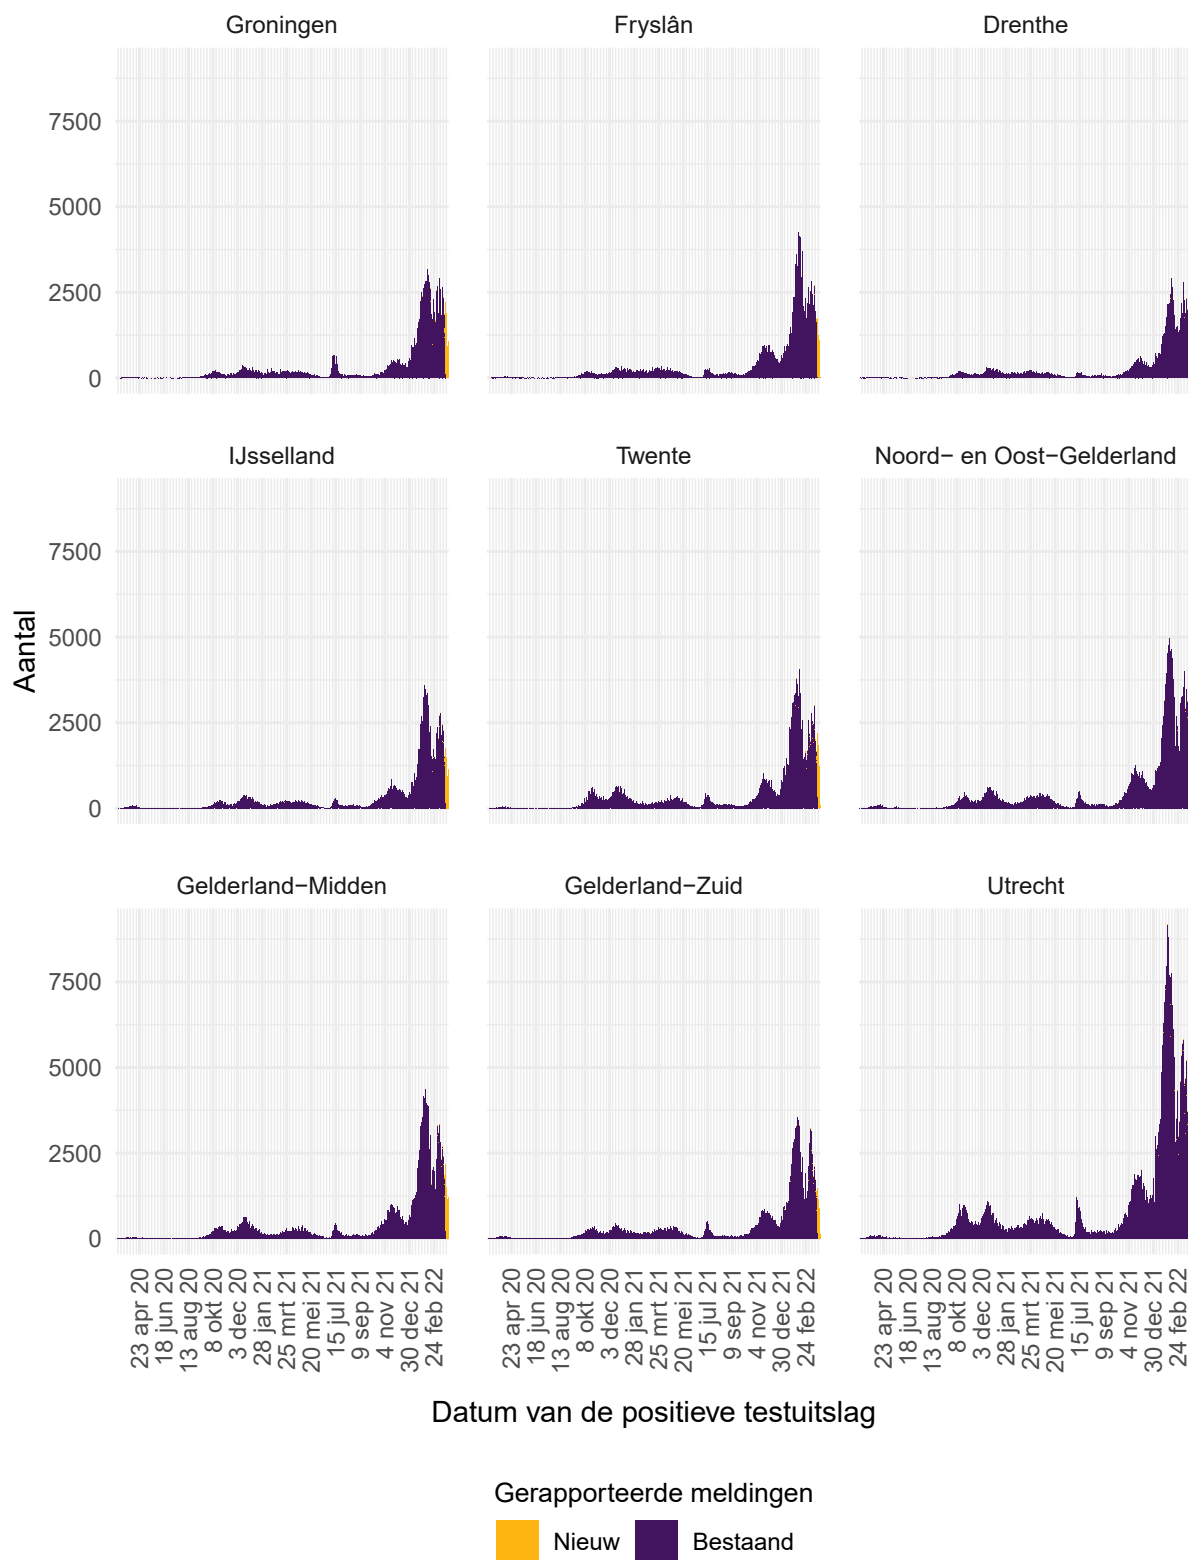 Groningen Fryslân Drenthe
7500
5000
2500
0
IJsselland Twente Noord− en Oost−Gelderland
7500
5000
2500
0
Aantal
Gelderland−Midden Gelderland−Zuid Utrecht
7500
5000
2500
0
23 apr 20
18 jun 20
13 aug 20
8 okt 20
3 dec 20
28 jan 21
25 mrt 21
20 mei 21
15 jul 21
9 sep 21
4 nov 21
30 dec 21
24 feb 22
23 apr 20
18 jun 20
13 aug 20
8 okt 20
3 dec 20
28 jan 21
25 mrt 21
20 mei 21
15 jul 21
9 sep 21
4 nov 21
30 dec 21
24 feb 22
23 apr 20
18 jun 20
13 aug 20
8 okt 20
3 dec 20
28 jan 21
25 mrt 21
20 mei 21
15 jul 21
9 sep 21
4 nov 21
30 dec 21
24 feb 22
Datum van de positieve testuitslag
Gerapporteerde meldingen
Nieuw Bestaand